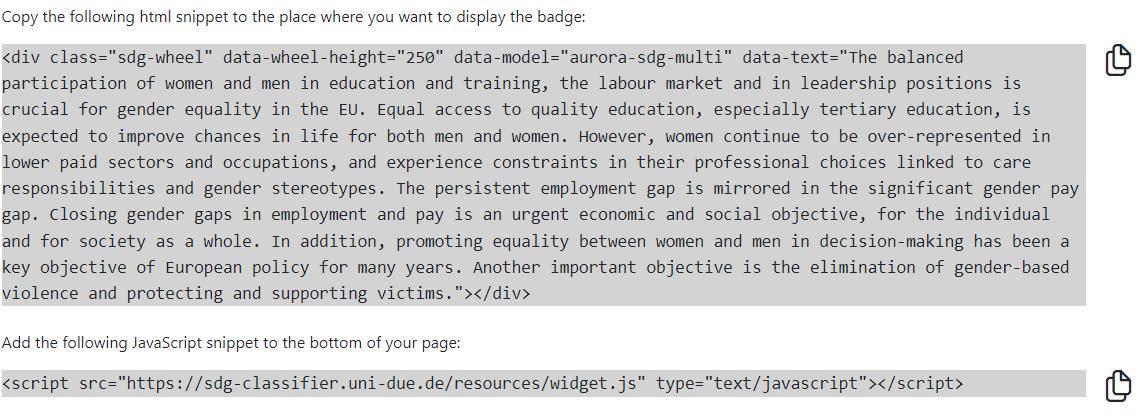 Copy the following html snippet to the place where you want to display the badge:
<div class="sdg-wheel" data-wheel-height="250" data-model="aurora-sdg-multi" data-text="The balanced
participation of women and men in education and training, the labour market and in leadership positions is
crucial for gender equality in the EU. Equal access to quality education, especially tertiary education, is
expected to improve chances in life for both men and women. However, women continue to be over-represented in
lower paid sectors and occupations, and experience constraints in their professional choices linked to care
responsibilities and gender stereotypes. The persistent employment gap is mirrored in the significant gender pay
gap. Closing gender gaps in employment and pay is an urgent economic and social objective, for the individual
and for society as a whole. In addition, promoting equality between women and men in decision-making has been a
key objective of European policy for many years. Another important objective is the elimination of gender-based
violence and protecting and supporting victims."></div>
Add the following JavaScript snippet to the bottom of your page:
<script src="https://sdg-classifier.uni-due.de/resources/widget.js" type="text/javascript"></script>